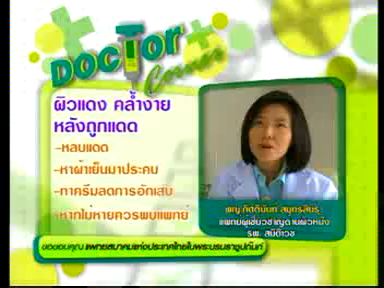 DOCTOR
Corner
ผิวแดง คล้ำง่าย
หลังถูกแดด
-หลบแดด
-หาผ้าเย็นมาประคบ
-ทาครีมลดการอักเสบ
-หากไม่หายควรพบแพทย์
แพทย์ผู้เชี่ยวชาญด้านผิวหนัง
รพ. สมิติเวช
ขอขอบคุณ แพทยสมาคมแห่งประเทศไทยในพระบรมราชูปถัมภ์